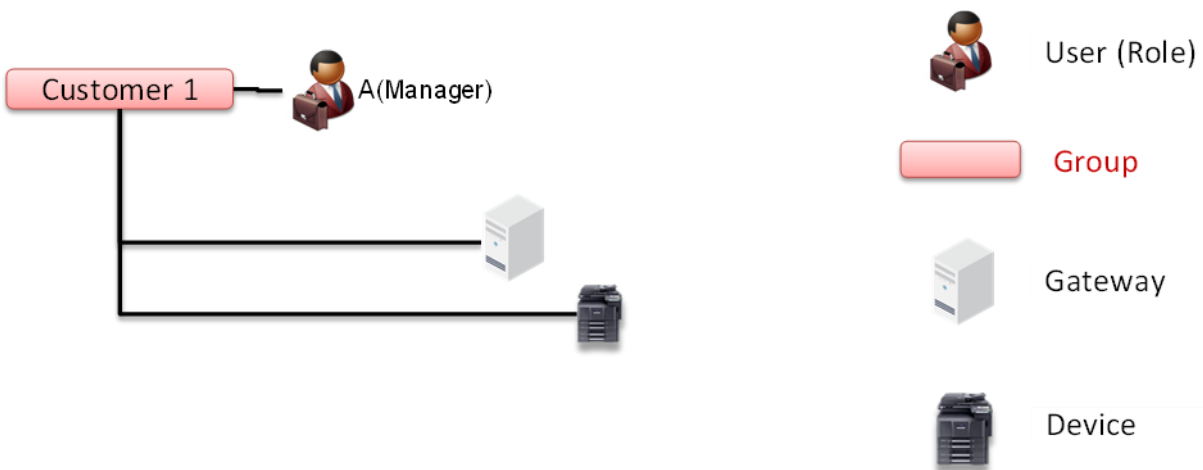 Customer 1
A(Manager)
User (Role)
Group
Gateway
Device